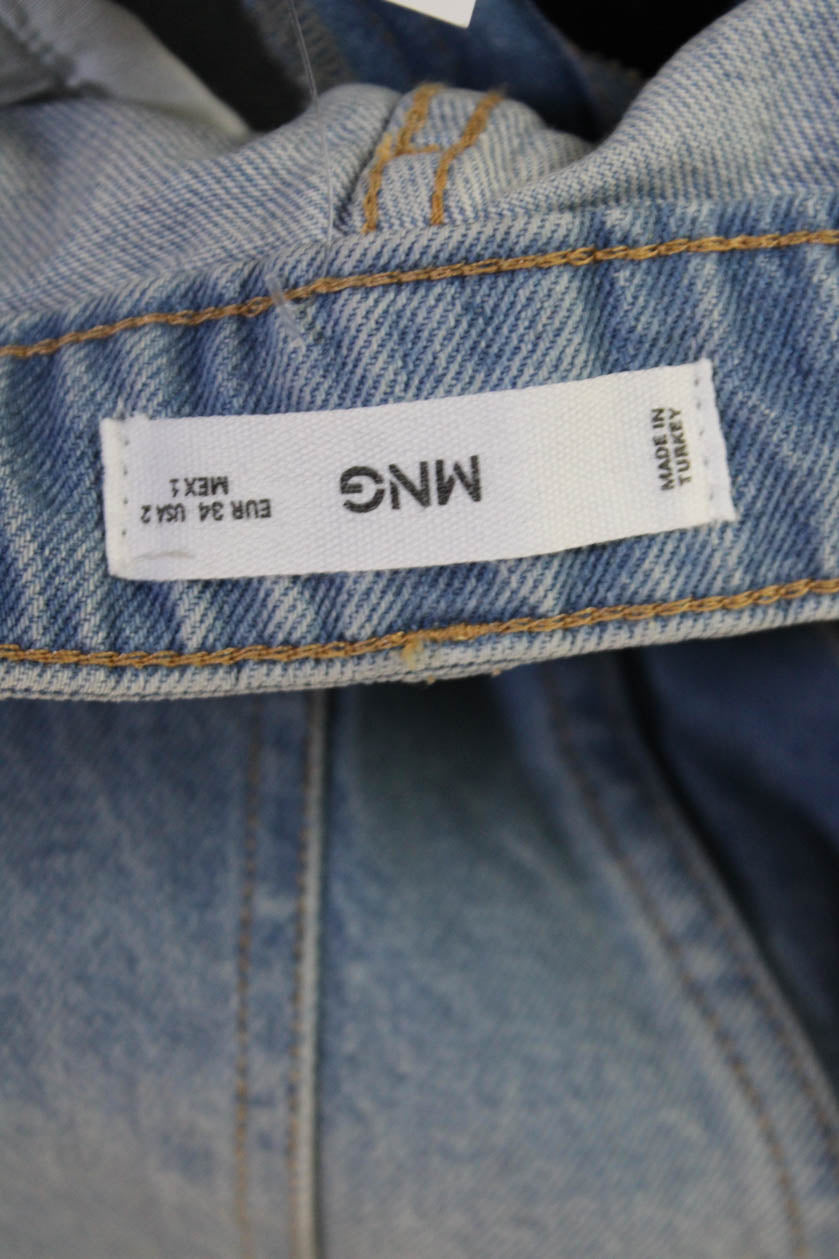 MADE IN
TURKEY
MNG
EUR 34 USA 2
MEX 1